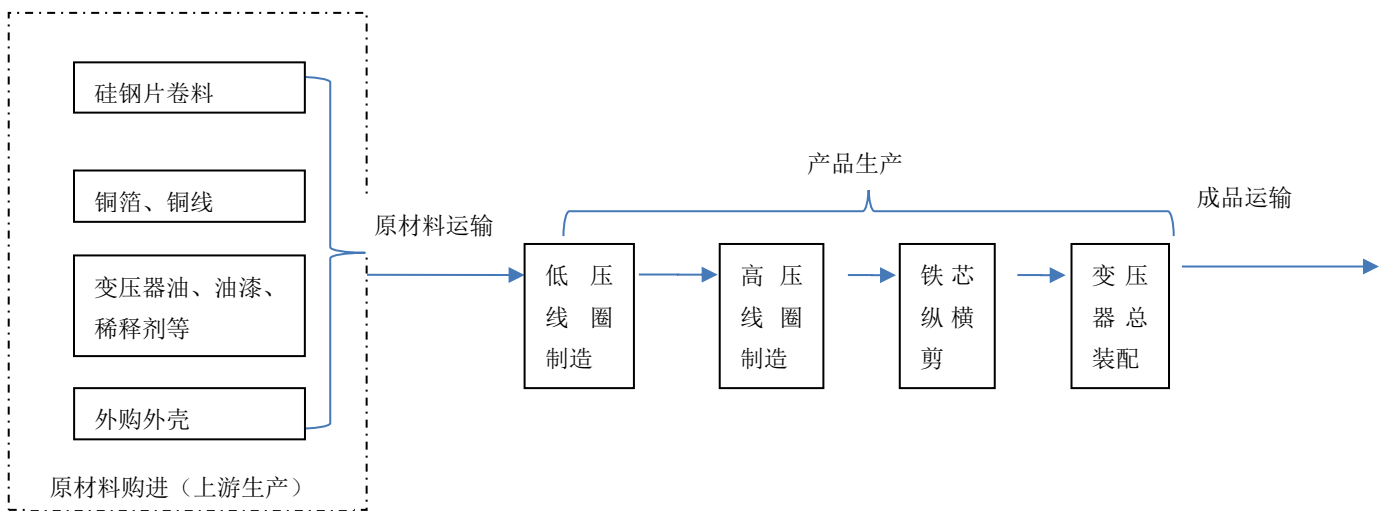 硅钢片卷料
铜箔、铜线
变压器油、油漆、
稀释剂等
外购外壳
原材料购进（上游生产）
原材料运输
产品生产
低压
线圈
制造
高压
线圈
制造
铁芯
纵横
剪
变压
器总
装配
成品运输